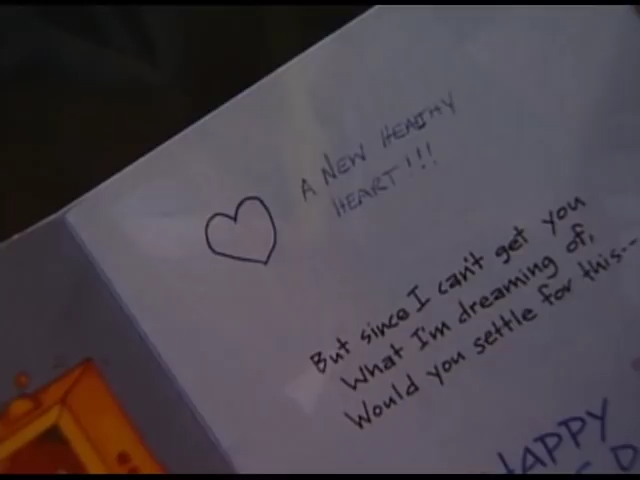 A NEW HEALTHY
HEART!!!
But since I can't get you
What I'm dreaming of,
Would you settle for this--
HAPPY